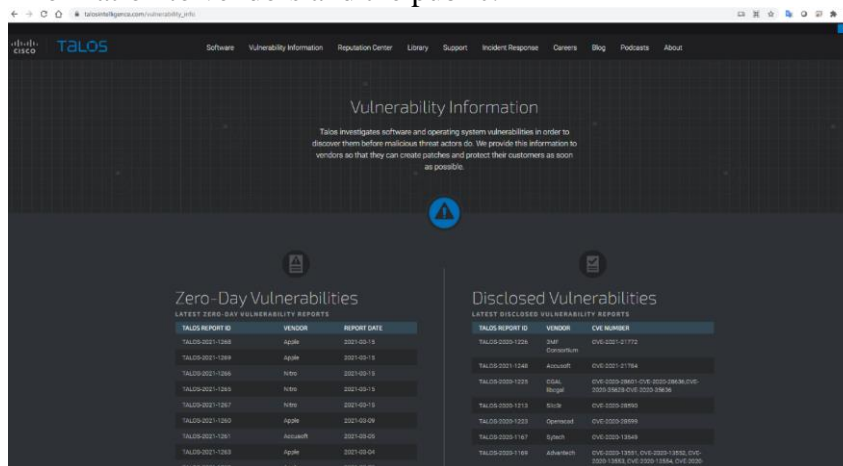 talosintelligence.com/vulnerability_info
CISCO TALOS Software Vulnerability Information Reputation Center Library Support Incident Response Careers Blog Podcasts About
Vulnerability Information
Talos investigates software and operating system vulnerabilities in order to
discover them before malicious threat actors do. We provide this information to
vendors so that they can create patches and protect their customers as soon
as possible.
Zero-Day Vulnerabilities
LATEST ZERO-DAY VULNERABILITY REPORTS
TALOS REPORT ID VENDOR REPORT DATE
TALOS-2021-1268 Apple 2021-03-15
TALOS-2021-1269 Apple 2021-03-15
TALOS-2021-1266 Nitro 2021-03-15
TALOS-2021-1265 Nitro 2021-03-15
TALOS-2021-1267 Nitro 2021-03-15
TALOS-2021-1260 Apple 2021-03-09
TALOS-2021-1261 Accusoft 2021-03-05
TALOS-2021-1263 Apple 2021-03-04
Disclosed Vulnerabilities
LATEST DISCLOSED VULNERABILITY REPORTS
TALOS REPORT ID VENDOR CVE NUMBER
TALOS-2020-1226 3MF CVE-2021-21772
Consortium
TALOS-2021-1248 Accusoft CVE-2021-21784
TALOS-2020-1225 CGAL CVE-2020-28601-CVE-2020-28636,CVE-
libcgal 2020-35628-CVE-2020-35636
TALOS-2020-1213 CVE-2020-28590
TALOS-2020-1223 Openscad CVE-2020-28599
TALOS-2020-1167 Sytech CVE-2020-13549
TALOS-2020-1169 Advantech CVE-2020-13551, CVE-2020-13552, CVE-
2020-13553, CVE-2020-13554, CVE-2020-